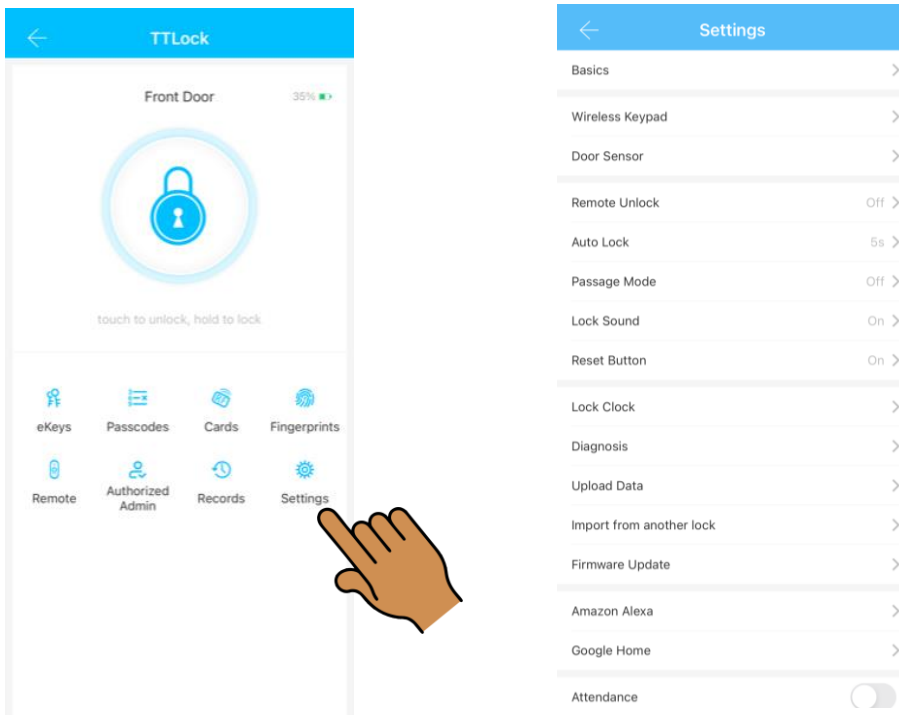 TTLock
Front Door 35%
touch to unlock, hold to lock
eKeys Passcodes Cards Fingerprints
Remote Authorized Admin Records Settings
Settings
Basics
Wireless Keypad
Door Sensor
Remote Unlock Off
Auto Lock 5s
Passage Mode Off
Lock Sound On
Reset Button On
Lock Clock
Diagnosis
Upload Data
Import from another lock
Firmware Update
Amazon Alexa
Google Home
Attendance